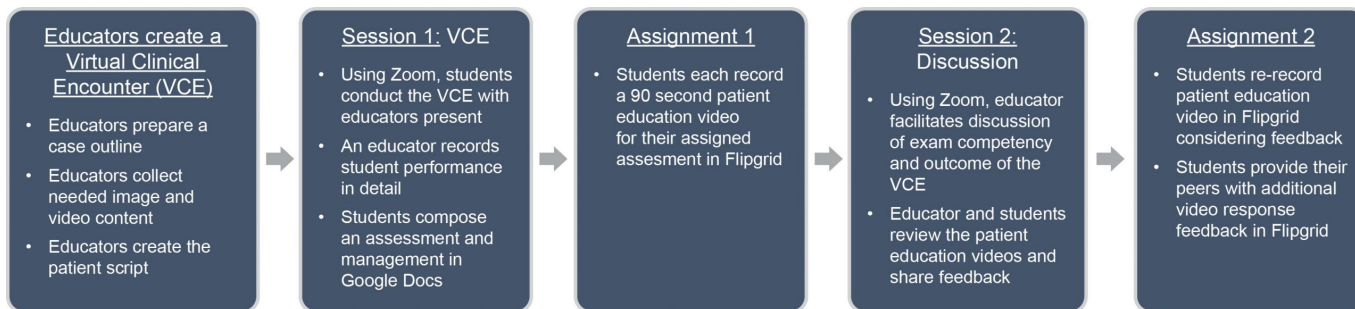 Educators create a
Virtual Clinical
Encounter (VCE)
• Educators prepare a
case outline
• Educators collect
needed image and
video content
• Educators create the
patient script
Session 1: VCE
• Using Zoom, students
conduct the VCE with
educators present
• An educator records
student performance
in detail
• Students compose
an assessment and
management in
Google Docs
Assignment 1
• Students each record
a 90 second patient
education video
for their assigned
assesment in Flipgrid
Session 2:
Discussion
• Using Zoom, educator
facilitates discussion
of exam competency
and outcome of the
VCE
• Educator and students
review the patient
education videos and
share feedback
Assignment 2
• Students re-record
patient education
video in Flipgrid
considering feedback
• Students provide their
peers with additional
video response
feedback in Flipgrid